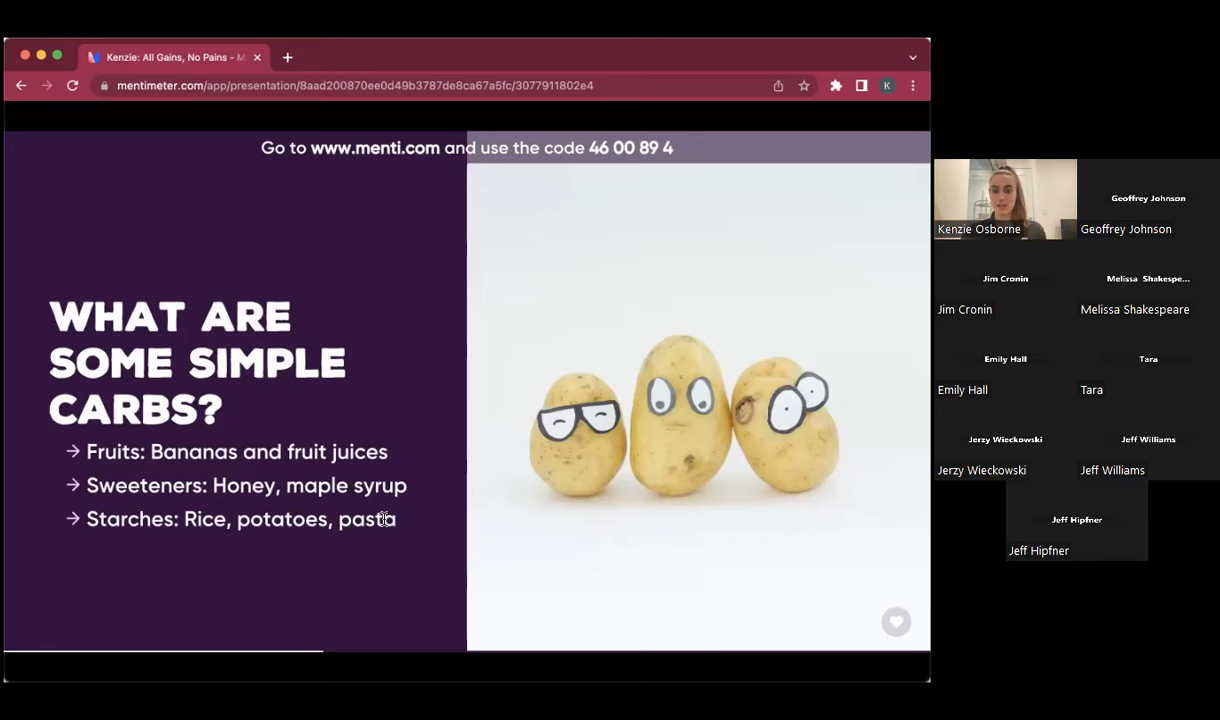 Kenzie: All Gains, No Pains - M
mentimeter.com/app/presentation/8aad200870ee0d49b3787de8ca67a5fc/3077911802e4
K
Go to www.menti.com and use the code 46 00 89 4
WHAT ARE
SOME SIMPLE
CARBS?
→ Fruits: Bananas and fruit juices
→ Sweeteners: Honey, maple syrup
→ Starches: Rice, potatoes, pasta
Kenzie Osborne
Geoffrey Johnson
Geoffrey Johnson
Jim Cronin
Jim Cronin
Melissa Shakespe...
Melissa Shakespeare
Emily Hall
Emily Hall
Tara
Tara
Jerzy Wieckowski
Jerzy Wieckowski
Jeff Williams
Jeff Williams
Jeff Hipfner
Jeff Hipfner